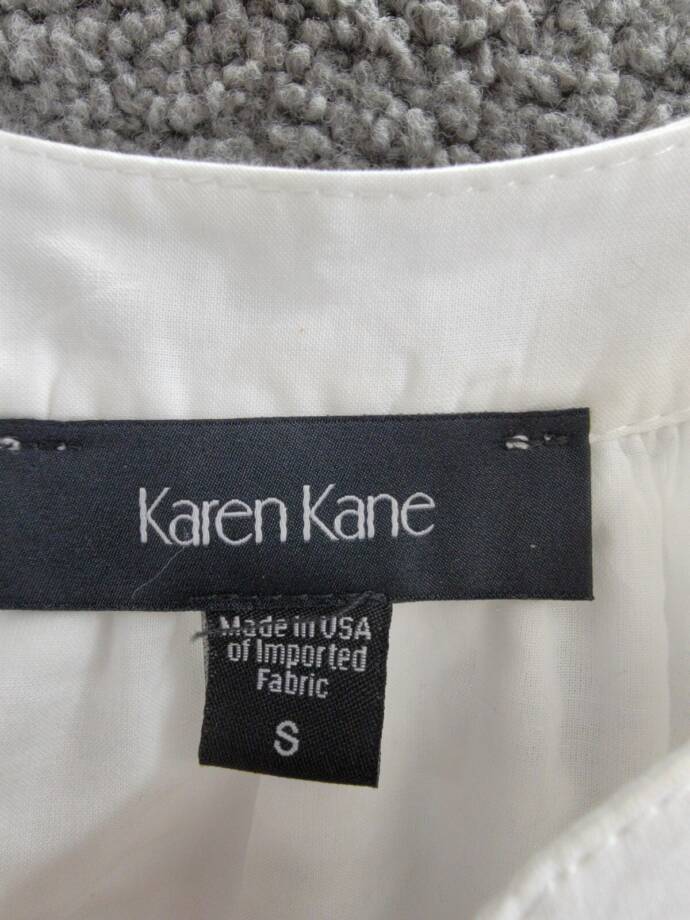 Karen Kane
Made in USA
of Imported
Fabric
S